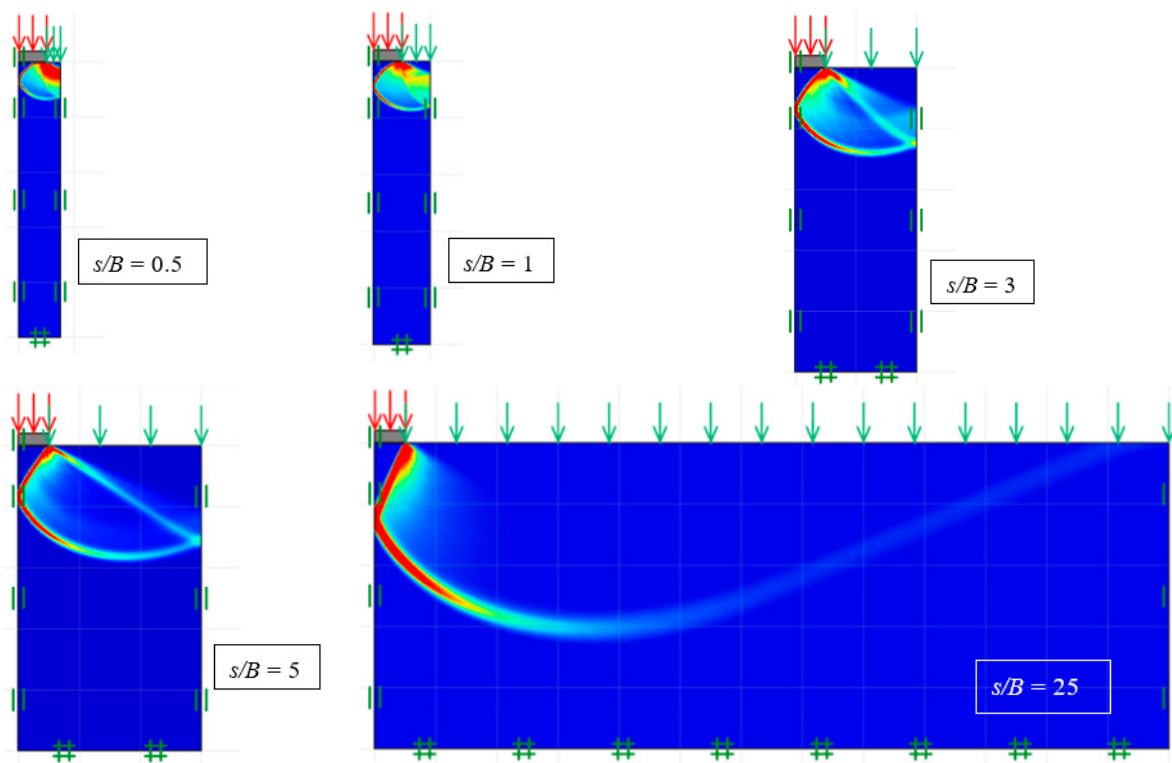 s/B = 0.5
s/B = 1
s/B = 3
s/B = 5
s/B = 25